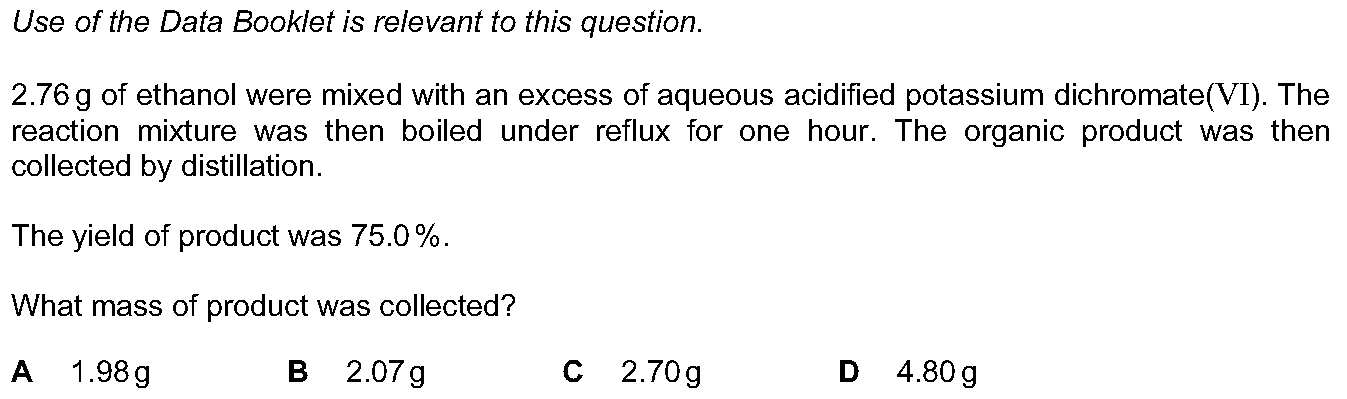 Use of the Data Booklet is relevant to this question.
2.76 g of ethanol were mixed with an excess of aqueous acidified potassium dichromate(VI). The
reaction mixture was then boiled under reflux for one hour. The organic product was then
collected by distillation.
The yield of product was 75.0 %.
What mass of product was collected?
A 1.98 g B 2.07 g C 2.70 g D 4.80 g